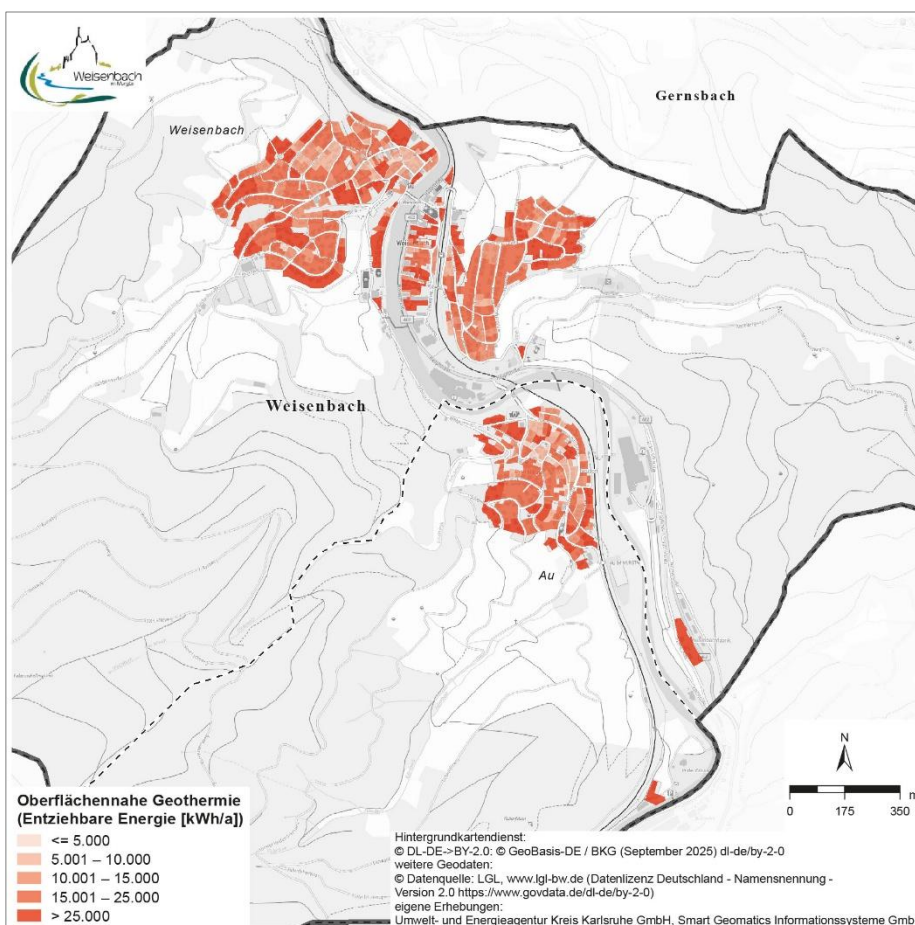 Weisenbach
im Murgtal
Gernsbach
Weisenbach
Weisenbach
Au
N
0 175 350 m
Oberflächennahe Geothermie
(Entziehbare Energie [kWh/a])
<= 5.000
5.001 – 10.000
10.001 – 15.000
15.001 – 25.000
> 25.000
Hintergrundkartendienst:
© DL-DE->BY-2.0: © GeoBasis-DE / BKG (September 2025) dl-de/by-2-0
weitere Geodaten:
© Datenquelle: LGL, www.lgl-bw.de (Datenlizenz Deutschland - Namensnennung -
Version 2.0 https://www.govdata.de/dl-de/by-2-0)
eigene Erhebungen:
Umwelt- und Energieagentur Kreis Karlsruhe GmbH, Smart Geomatics Informationssysteme Gmb